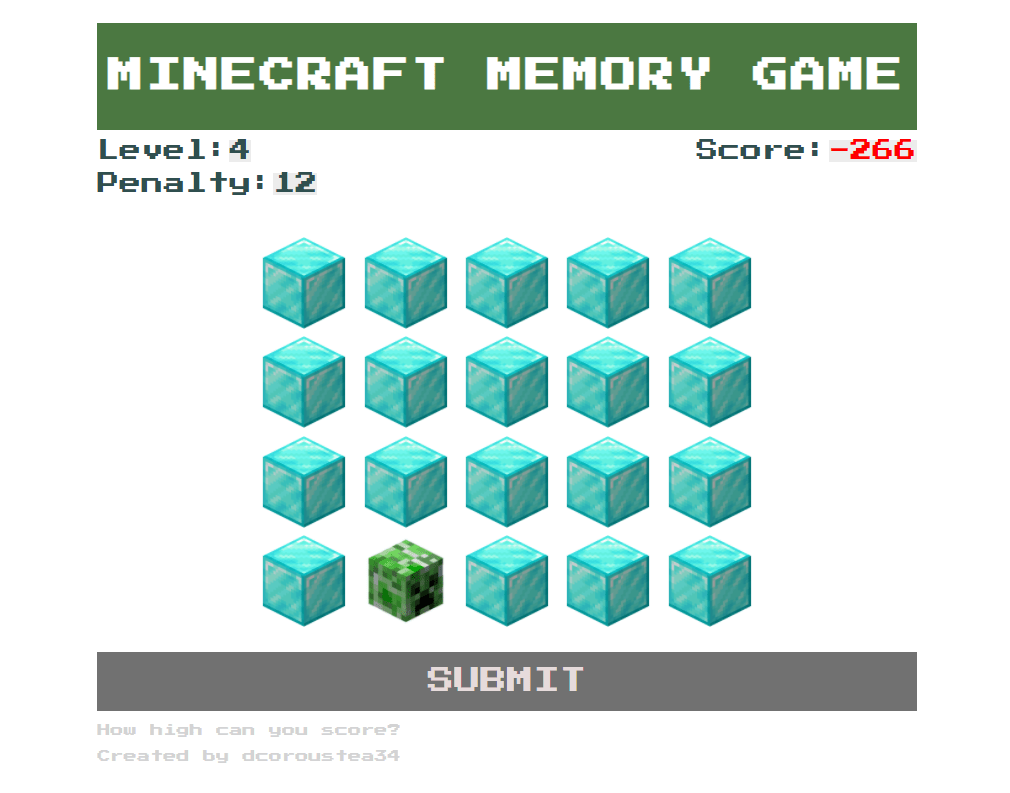 MINECRAFT MEMORY GAME
Level: 4
Score: -266
Penalty: 12
SUBMIT
How high can you score?
Created by dcoroustea34